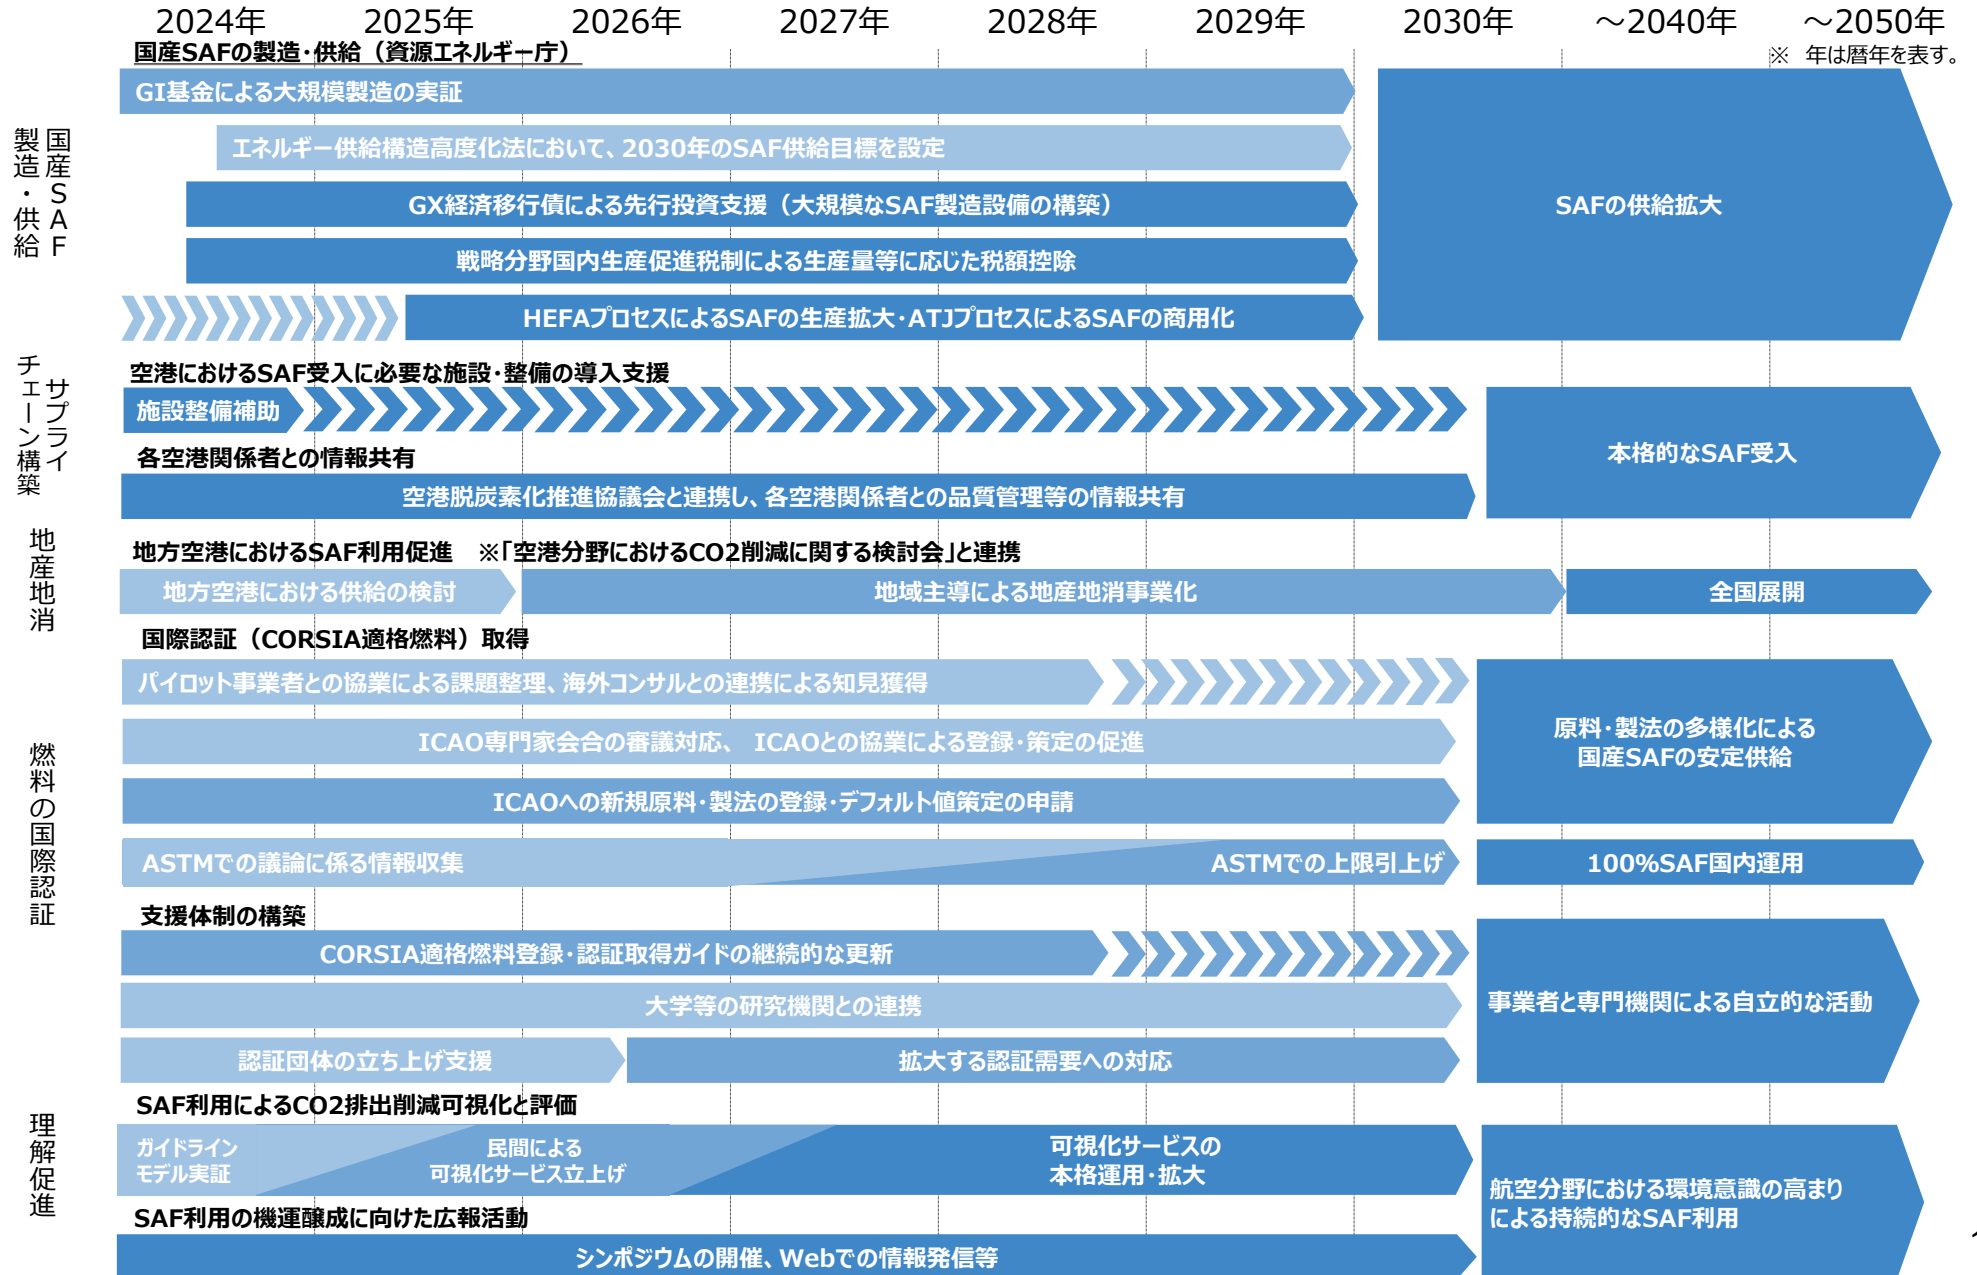 2024年 2025年 2026年 2027年 2028年 2029年 2030年 ～2040年 ～2050年
※ 年は暦年を表す。
国産SAF
製造・供給
国産SAFの製造・供給（資源エネルギー庁）
GI基金による大規模製造の実証
エネルギー供給構造高度化法において、2030年のSAF供給目標を設定
GX経済移行債による先行投資支援（大規模なSAF製造設備の構築）
戦略分野国内生産促進税制による生産量等に応じた税額控除
HEFAプロセスによるSAFの生産拡大・ATJプロセスによるSAFの商用化
SAFの供給拡大
サプライ
チェーン構築
空港におけるSAF受入に必要な施設・整備の導入支援
施設整備補助
各空港関係者との情報共有
空港脱炭素化推進協議会と連携し、各空港関係者との品質管理等の情報共有
本格的なSAF受入
地産地消
地方空港におけるSAF利用促進 ※「空港分野におけるCO2削減に関する検討会」と連携
地方空港における供給の検討
地域主導による地産地消事業化
全国展開
燃料の国際認証
国際認証（CORSIA適格燃料）取得
パイロット事業者との協業による課題整理、海外コンサルとの連携による知見獲得
ICAO専門家会合の審議対応、 ICAOとの協業による登録・策定の促進
ICAOへの新規原料・製法の登録・デフォルト値策定の申請
原料・製法の多様化による
国産SAFの安定供給
ASTMでの議論に係る情報収集
ASTMでの上限引上げ
100%SAF国内運用
支援体制の構築
CORSIA適格燃料登録・認証取得ガイドの継続的な更新
大学等の研究機関との連携
認証団体の立ち上げ支援
拡大する認証需要への対応
事業者と専門機関による自立的な活動
理解促進
SAF利用によるCO2排出削減可視化と評価
ガイドライン
モデル実証
民間による
可視化サービス立上げ
可視化サービスの
本格運用・拡大
SAF利用の機運醸成に向けた広報活動
シンポジウムの開催、Webでの情報発信等
航空分野における環境意識の高まり
による持続的なSAF利用